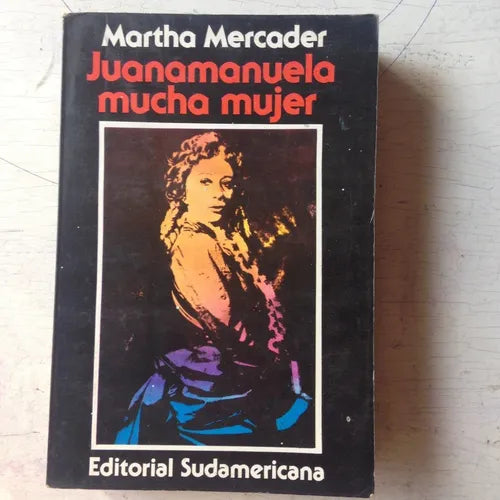 Martha Mercader
Juanamanuela
mucha mujer
Editorial Sudamericana